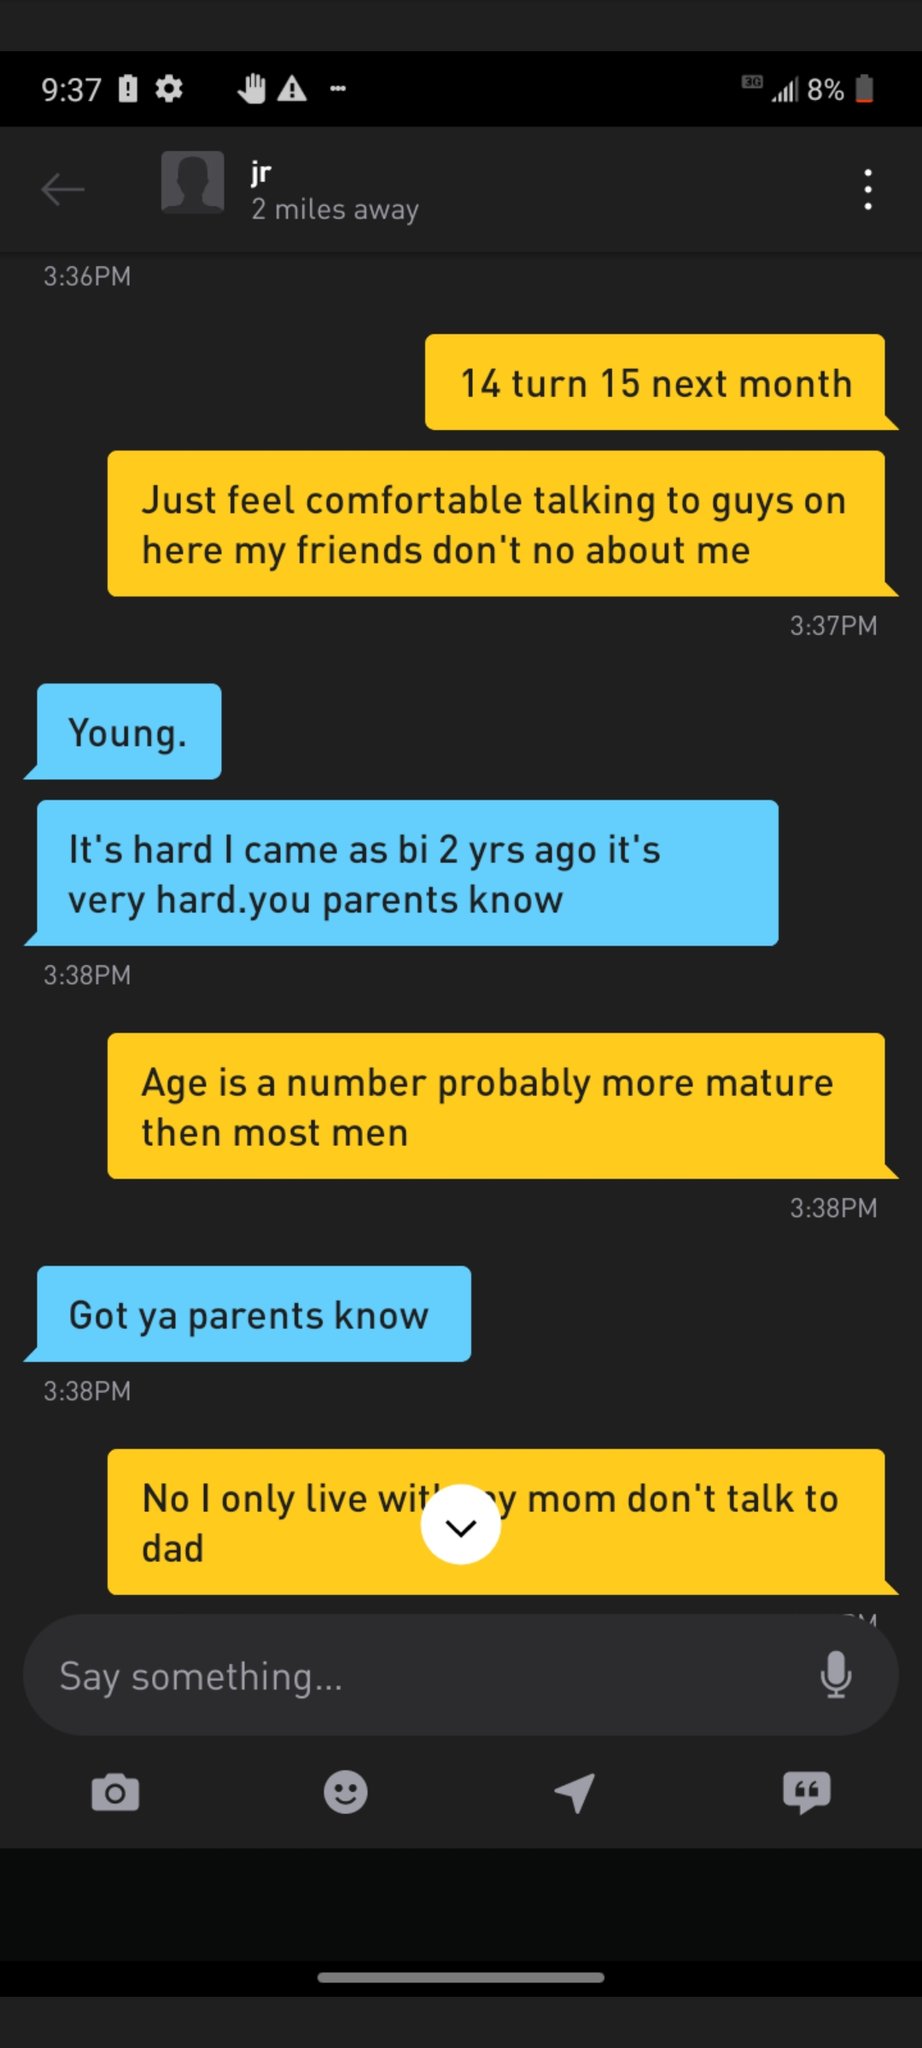 9:37
3G
8%
jr
2 miles away
3:36PM
14 turn 15 next month
Just feel comfortable talking to guys on
here my friends don't no about me
3:37PM
Young.
It's hard I came as bi 2 yrs ago it's
very hard.you parents know
3:38PM
Age is a number probably more mature
then most men
3:38PM
Got ya parents know
3:38PM
No I only live mom don't talk to
dad
Say something...